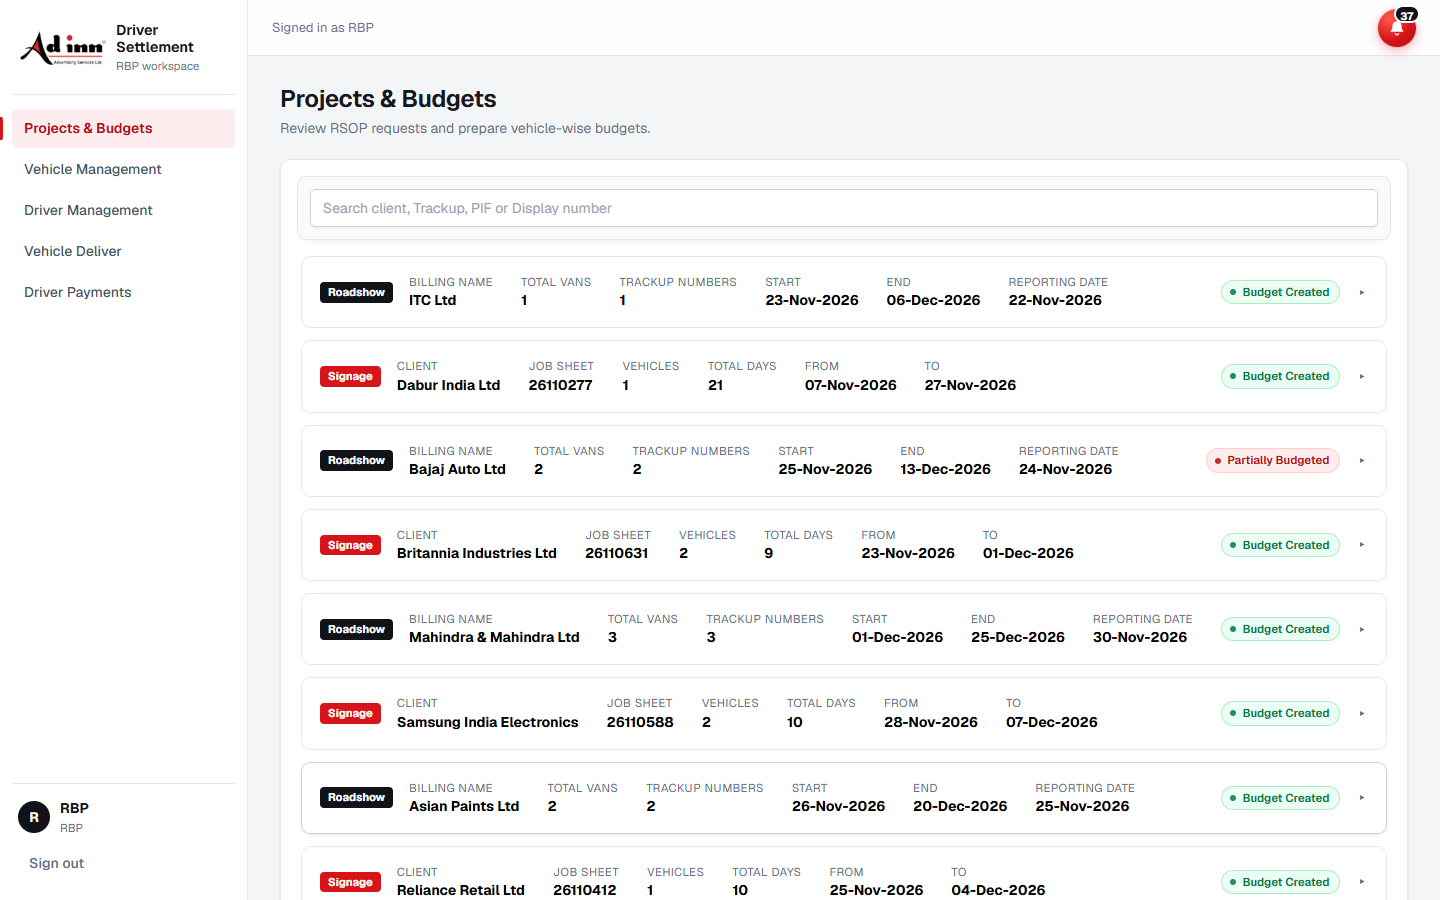 Ad inn
Advertising Services Ltd
Driver
Settlement
RBP workspace
Projects & Budgets
Vehicle Management
Driver Management
Vehicle Deliver
Driver Payments
R
RBP
RBP
Sign out
Signed in as RBP
37
Projects & Budgets
Review RSOP requests and prepare vehicle-wise budgets.
Search client, Trackup, PIF or Display number
Roadshow
BILLING NAME TOTAL VANS TRACKUP NUMBERS START END REPORTING DATE
ITC Ltd 1 1 23-Nov-2026 06-Dec-2026 22-Nov-2026
Budget Created
Signage
CLIENT JOB SHEET VEHICLES TOTAL DAYS FROM TO
Dabur India Ltd 26110277 1 21 07-Nov-2026 27-Nov-2026
Budget Created
Roadshow
BILLING NAME TOTAL VANS TRACKUP NUMBERS START END REPORTING DATE
Bajaj Auto Ltd 2 2 25-Nov-2026 13-Dec-2026 24-Nov-2026
Partially Budgeted
Signage
CLIENT JOB SHEET VEHICLES TOTAL DAYS FROM TO
Britannia Industries Ltd 26110631 2 9 23-Nov-2026 01-Dec-2026
Budget Created
Roadshow
BILLING NAME TOTAL VANS TRACKUP NUMBERS START END REPORTING DATE
Mahindra & Mahindra Ltd 3 3 01-Dec-2026 25-Dec-2026 30-Nov-2026
Budget Created
Signage
CLIENT JOB SHEET VEHICLES TOTAL DAYS FROM TO
Samsung India Electronics 26110588 2 10 28-Nov-2026 07-Dec-2026
Budget Created
Roadshow
BILLING NAME TOTAL VANS TRACKUP NUMBERS START END REPORTING DATE
Asian Paints Ltd 2 2 26-Nov-2026 20-Dec-2026 25-Nov-2026
Budget Created
Signage
CLIENT JOB SHEET VEHICLES TOTAL DAYS FROM TO
Reliance Retail Ltd 26110412 1 10 25-Nov-2026 04-Dec-2026
Budget Created